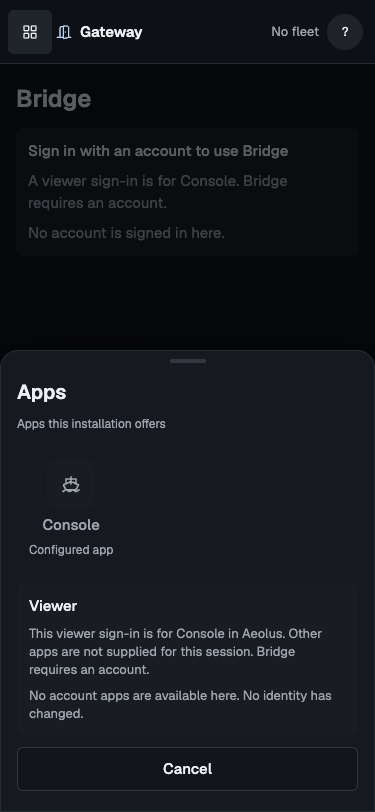 Gateway
No fleet
?
Bridge
Sign in with an account to use Bridge
A viewer sign-in is for Console. Bridge
requires an account.
No account is signed in here.
Apps
Apps this installation offers
Console
Configured app
Viewer
This viewer sign-in is for Console in Aeolus. Other
apps are not supplied for this session. Bridge
requires an account.
No account apps are available here. No identity has
changed.
Cancel